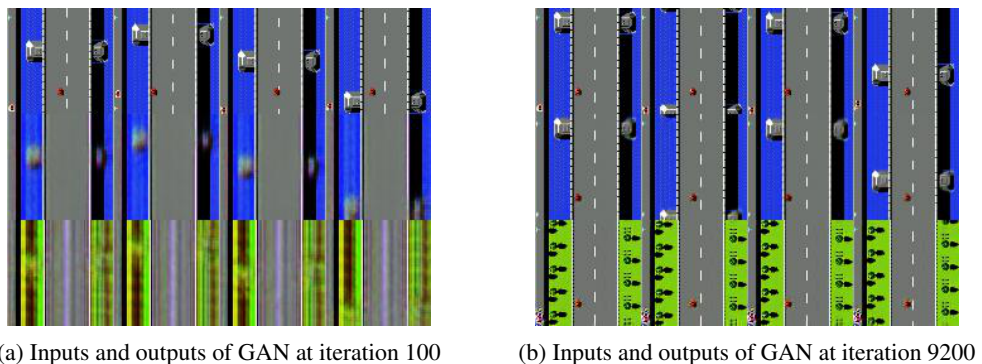 (a) Inputs and outputs of GAN at iteration 100
(b) Inputs and outputs of GAN at iteration 9200